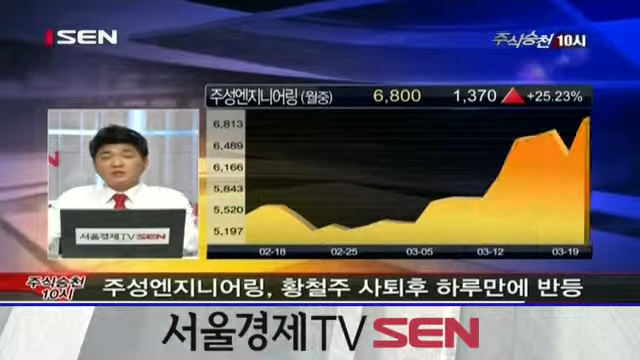 SEN
주식승천 10시
주성엔지니어링 (월중) 6,800 1,370 ▲ +25.23%
6,813
6,489
6,166
5,843
5,520
5,197
02-18 02-25 03-05 03-12 03-19
서울경제TV SEN
주식승천 10시
주성엔지니어링, 황철주 사퇴후 하루만에 반등
서울경제TV SEN